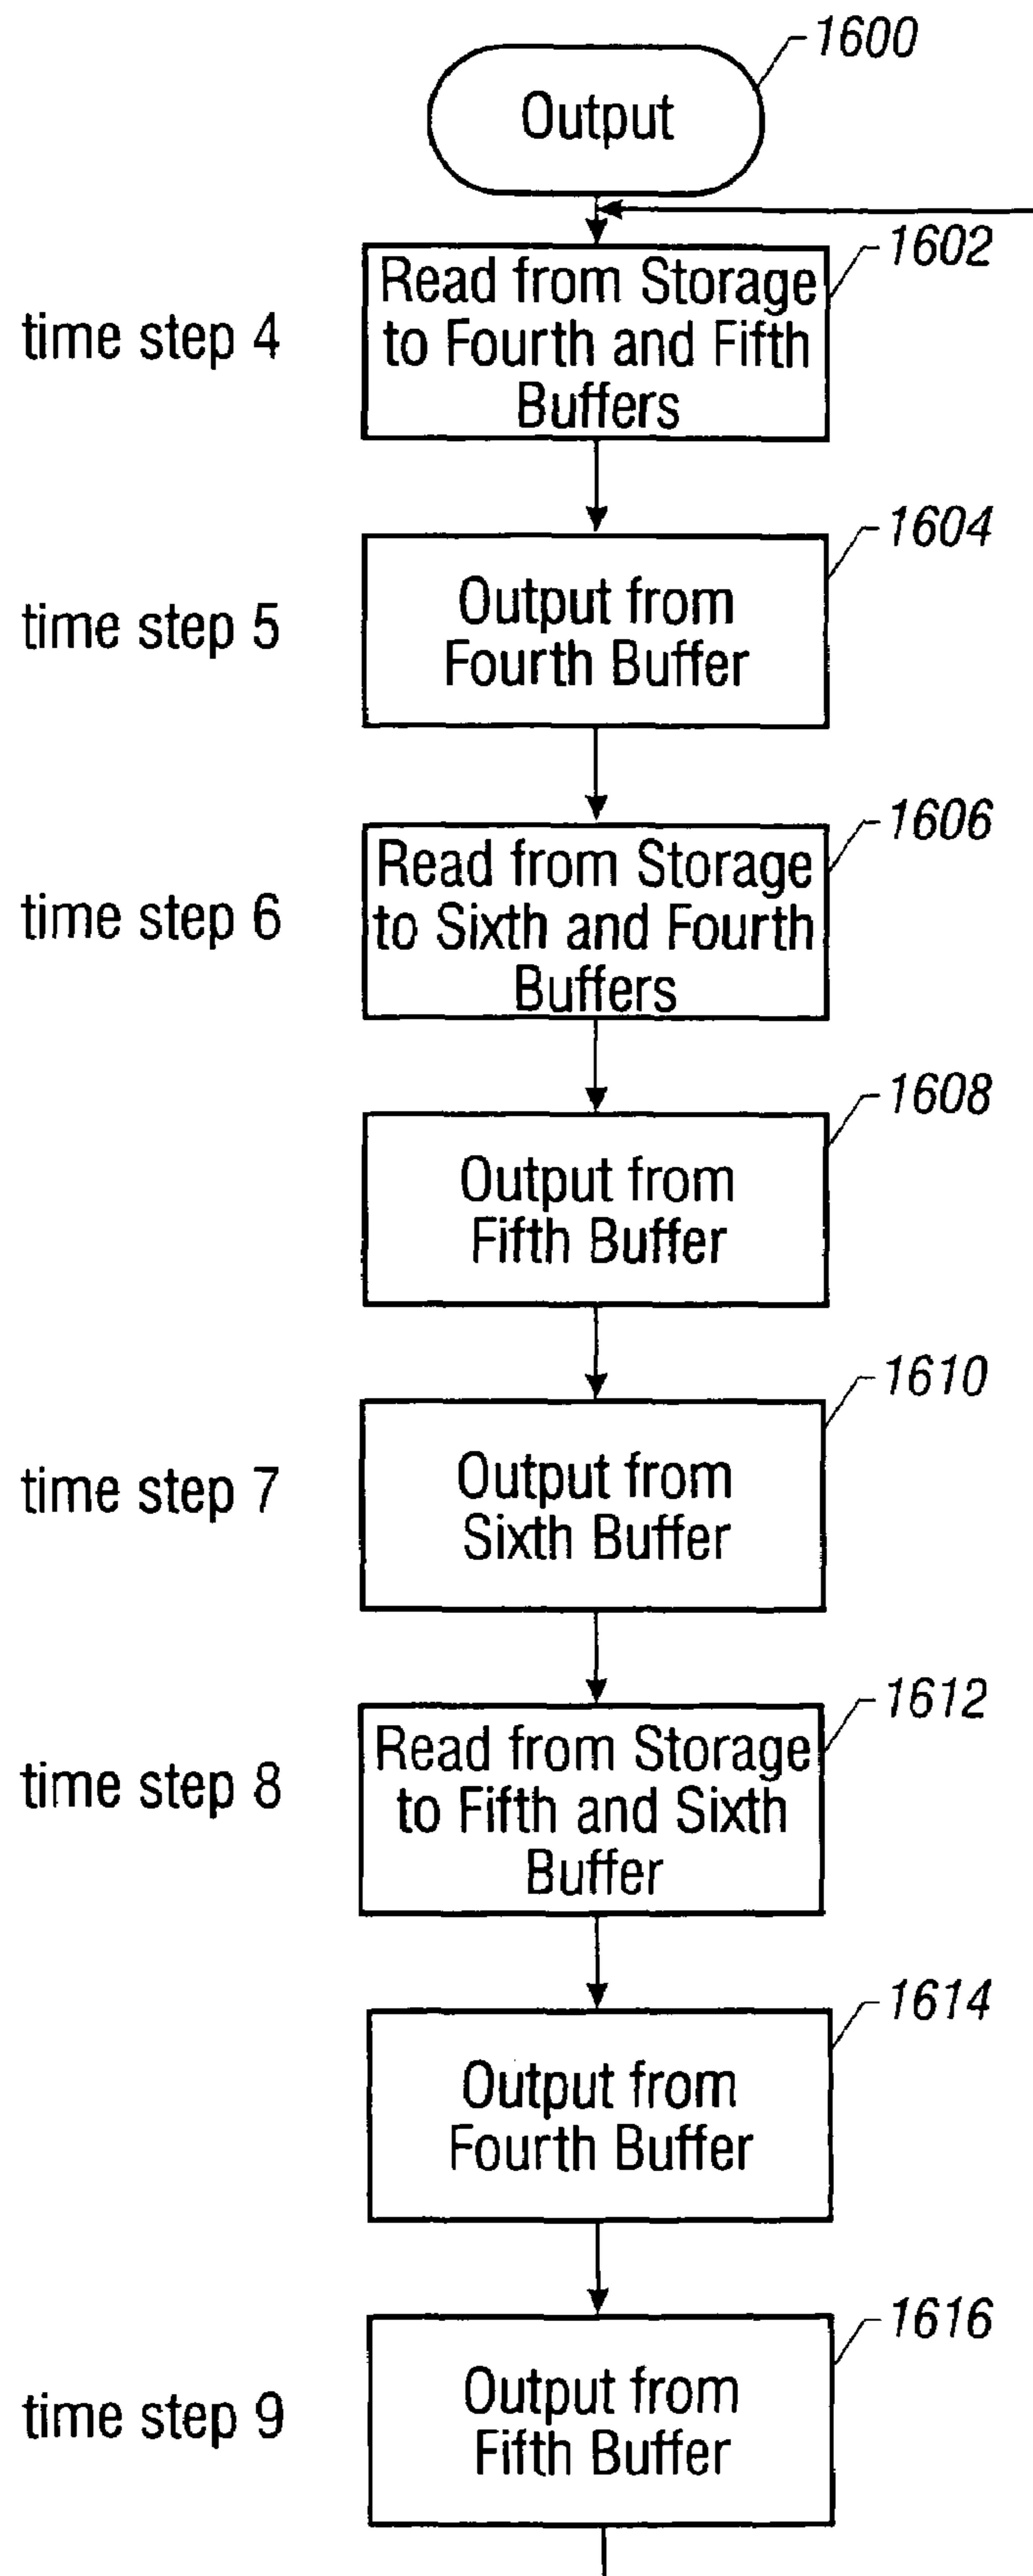 1600
Output
1602
Read from Storage
to Fourth and Fifth
Buffers
time step 4
1604
Output from
Fourth Buffer
time step 5
1606
Read from Storage
to Sixth and Fourth
Buffers
time step 6
1608
Output from
Fifth Buffer
1610
Output from
Sixth Buffer
time step 7
1612
Read from Storage
to Fifth and Sixth
Buffer
time step 8
1614
Output from
Fourth Buffer
1616
Output from
Fifth Buffer
time step 9